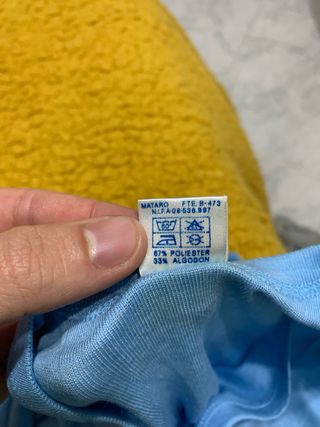 MATARO FTE. B-473
N.I.F.A-08-536.997
67% POLIESTER
33% ALGODON